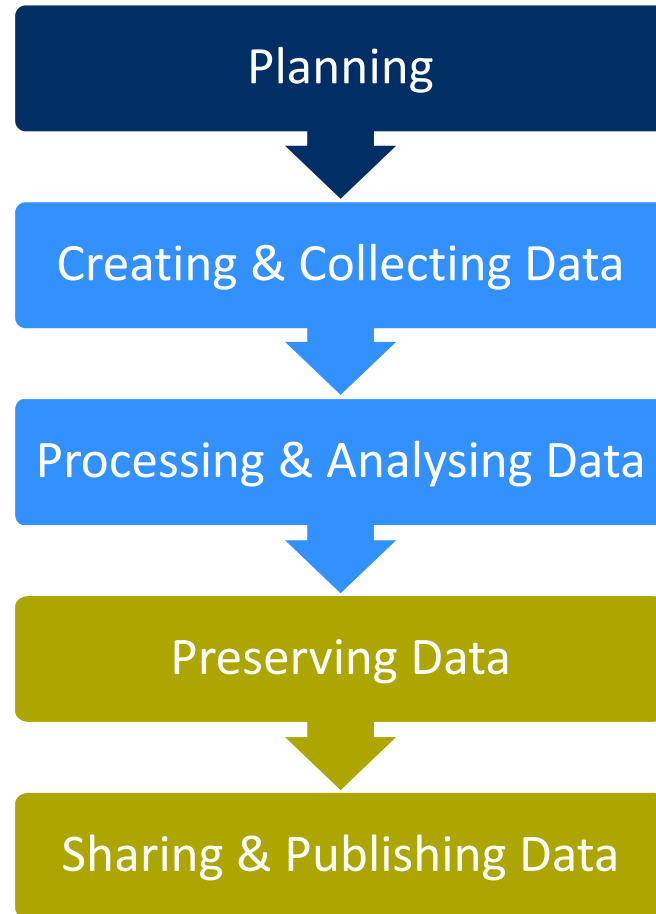 Planning
Creating & Collecting Data
Processing & Analysing Data
Preserving Data
Sharing & Publishing Data